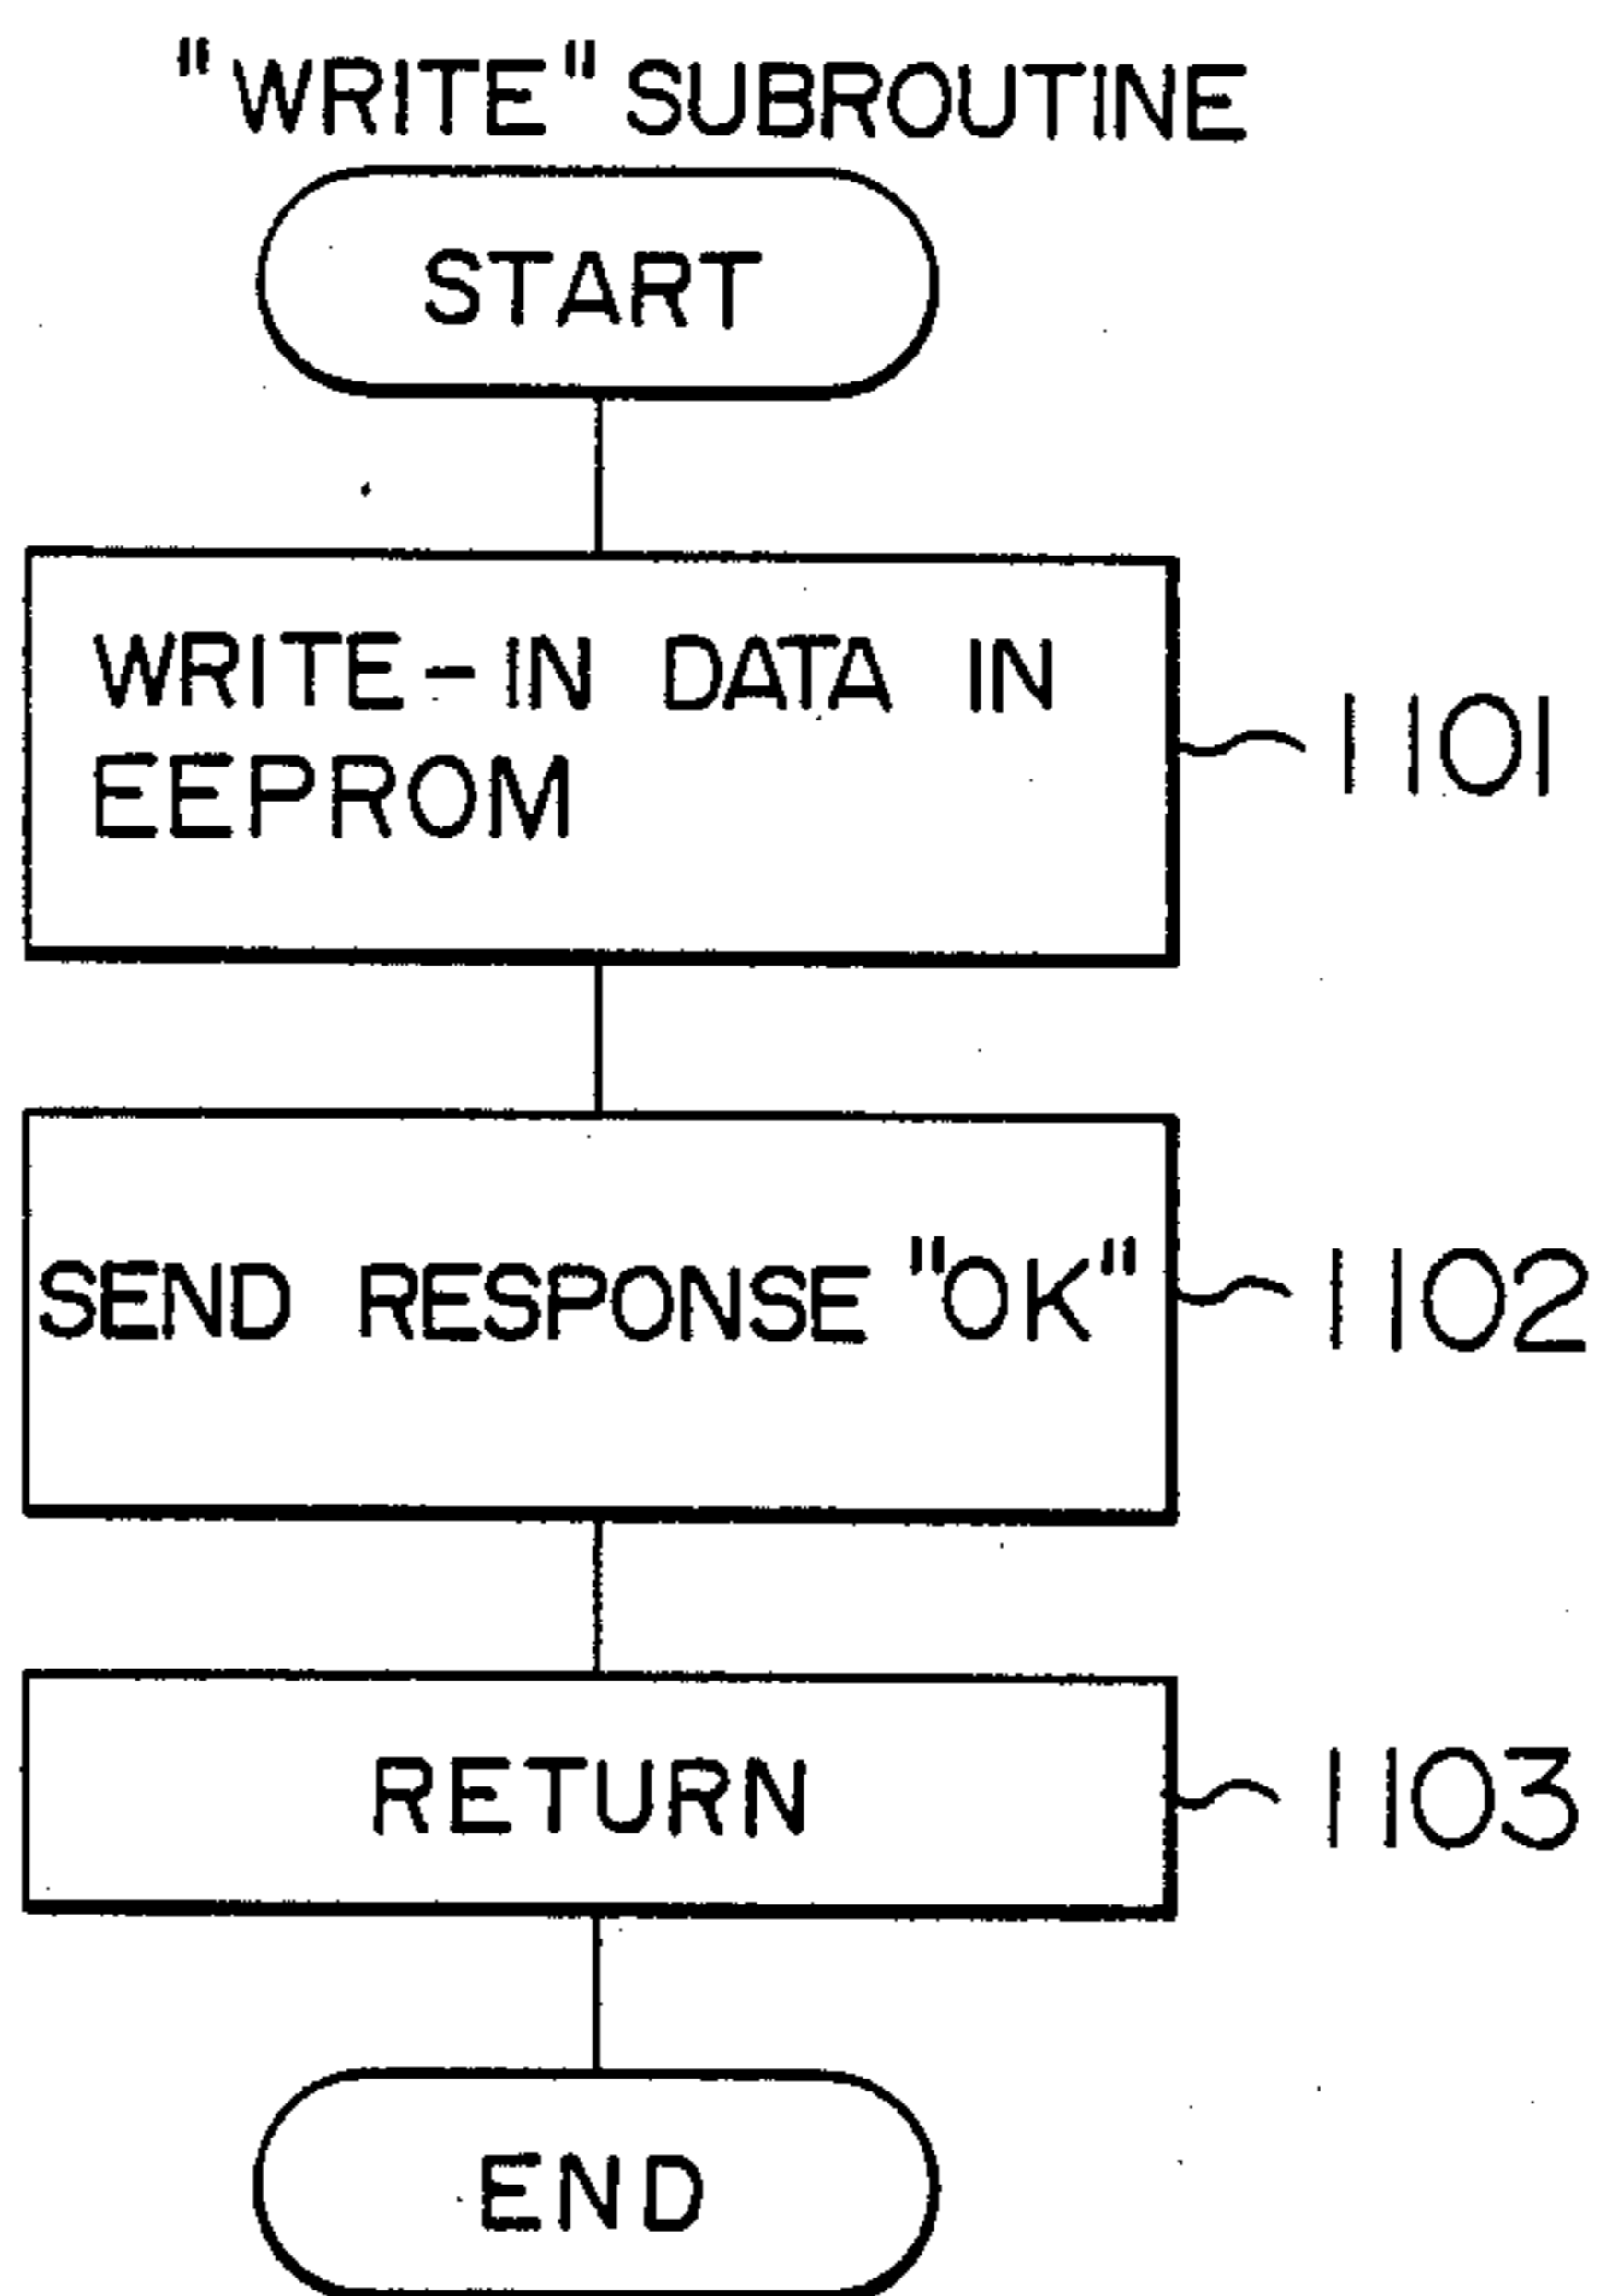 "WRITE" SUBROUTINE
START
WRITE-IN DATA IN
EEPROM
1101
SEND RESPONSE "OK"
1102
RETURN
1103
END